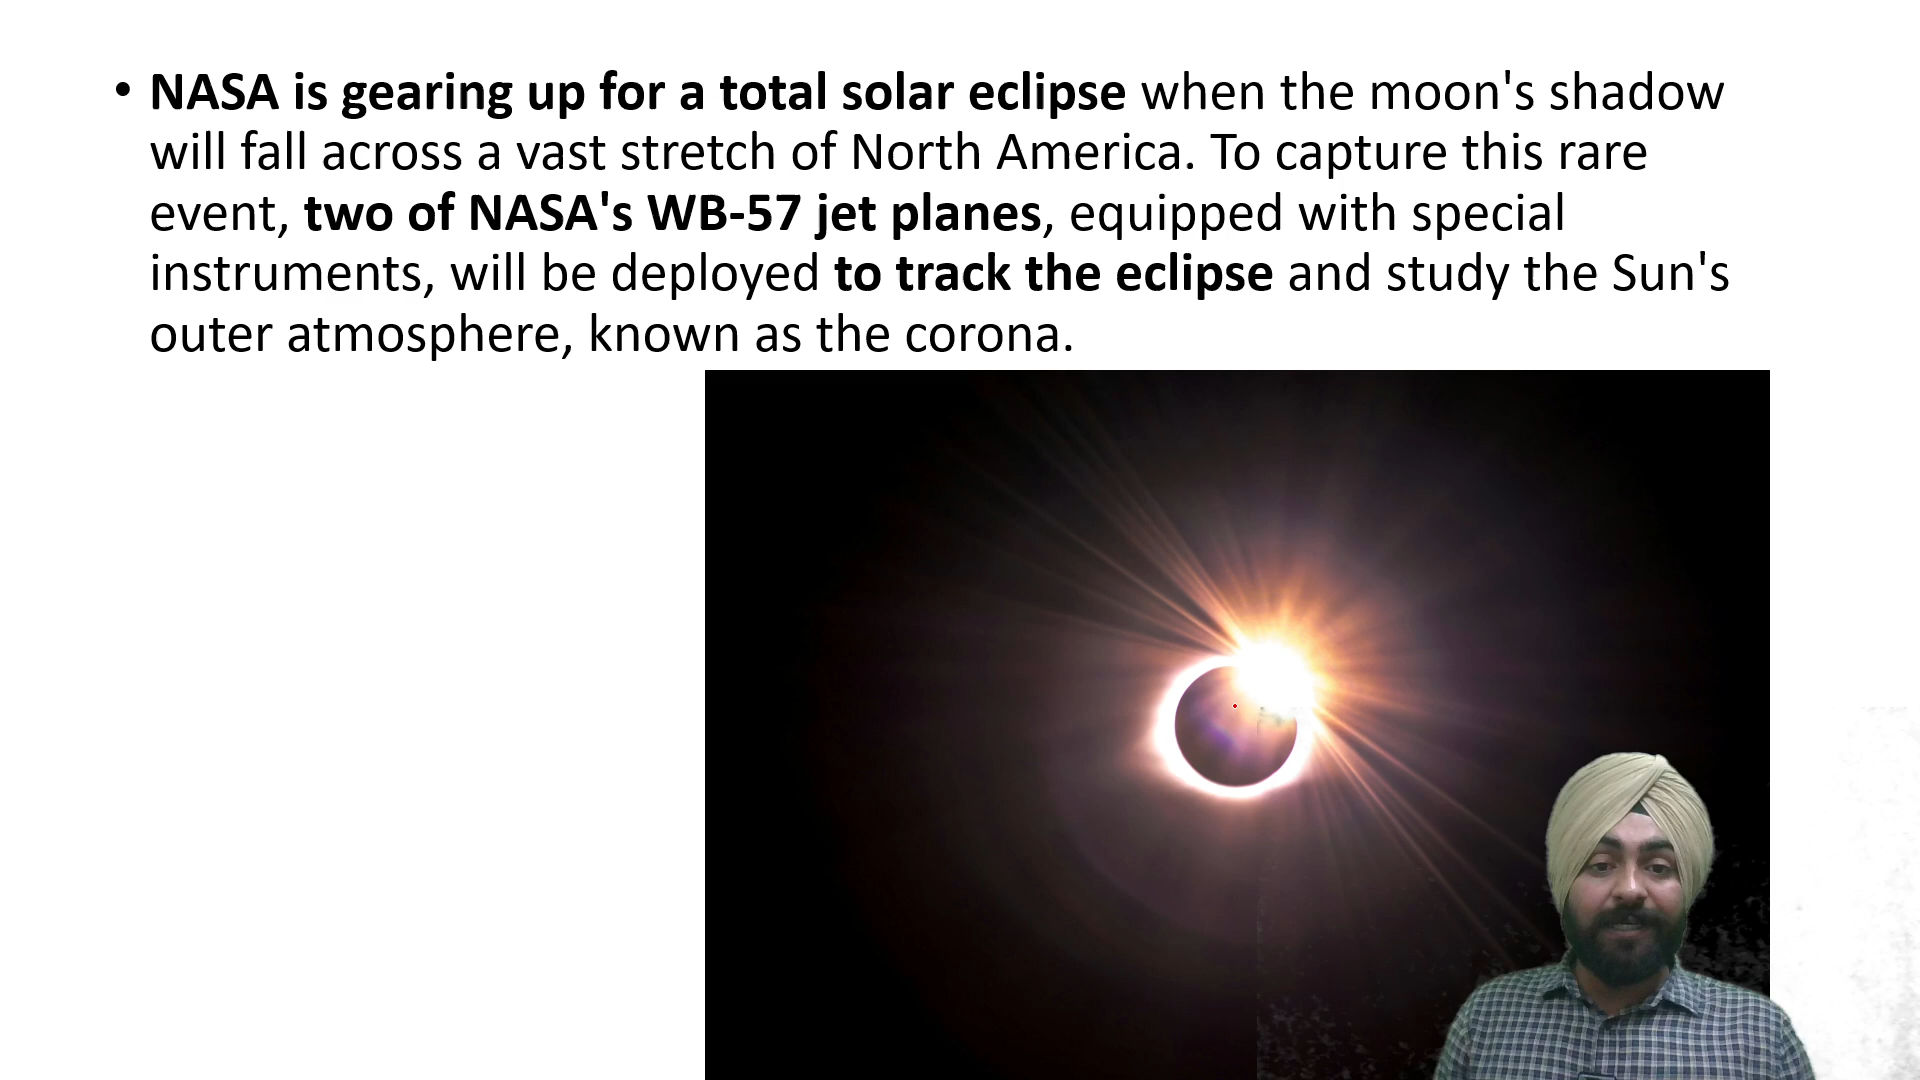 • NASA is gearing up for a total solar eclipse when the moon's shadow
will fall across a vast stretch of North America. To capture this rare
event, two of NASA's WB-57 jet planes, equipped with special
instruments, will be deployed to track the eclipse and study the Sun's
outer atmosphere, known as the corona.